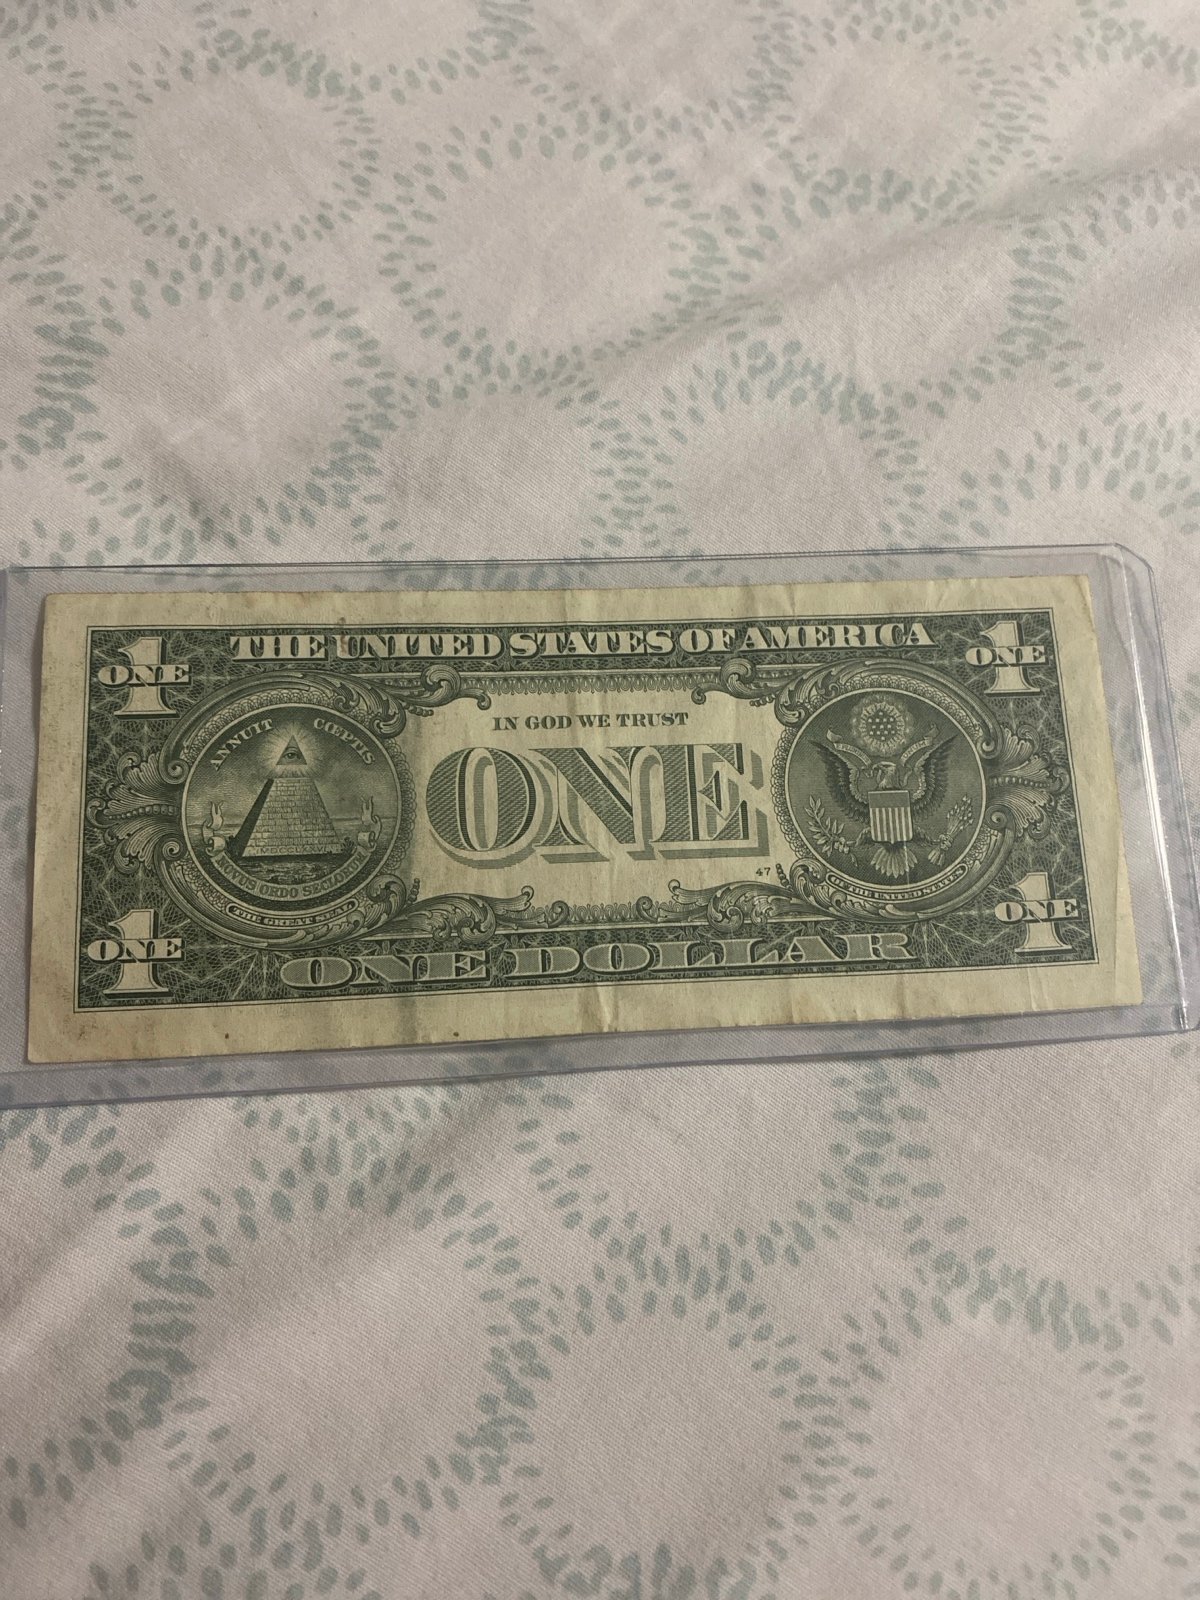 THE UNITED STATES OF AMERICA
1
ONE
1
ONE
ANNUIT CŒPTIS
IN GOD WE TRUST
ONE
NOVUS ORDO SECLORUM
THE GREAT SEAL
47
OF THE UNITED STATES
1
ONE
1
ONE
ONE DOLLAR